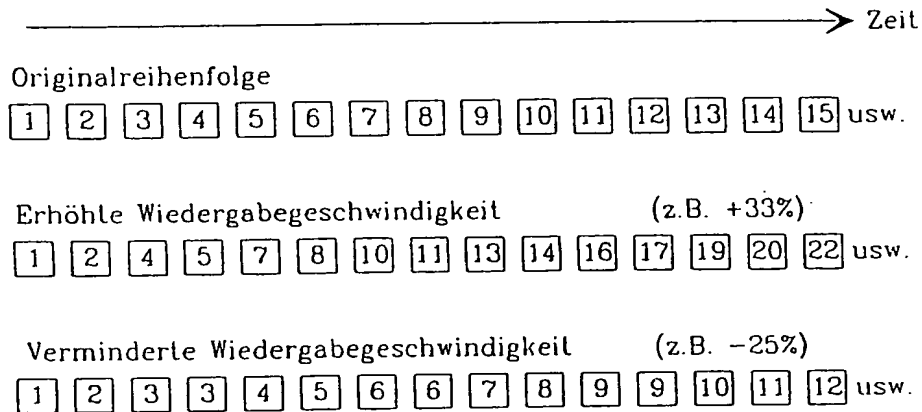 Zeit
Originalreihenfolge
1 2 3 4 5 6 7 8 9 10 11 12 13 14 15 usw.
Erhöhte Wiedergabegeschwindigkeit (z.B. +33%)
1 2 4 5 7 8 10 11 13 14 16 17 19 20 22 usw.
Verminderte Wiedergabegeschwindigkeit (z.B. -25%)
1 2 3 3 4 5 6 6 7 8 9 9 10 11 12 usw.